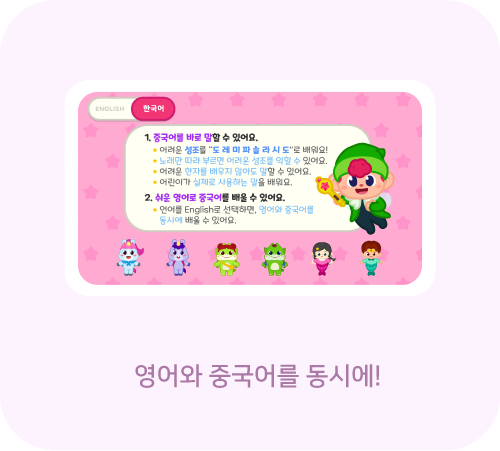 ENGLISH 한국어
1. 중국어를 바로 말할 수 있어요.
어려운 성조를 "도 레 미 파 솔 라 시 도"로 배워요!
노래만 따라 부르면 어려운 성조를 익힐 수 있어요.
어려운 한자를 배우지 않아도 말할 수 있어요.
어린이가 실제로 사용하는 말을 배워요.
2. 쉬운 영어로 중국어를 배울 수 있어요.
언어를 English로 선택하면, 영어와 중국어를
동시에 배울 수 있어요.
영어와 중국어를 동시에!